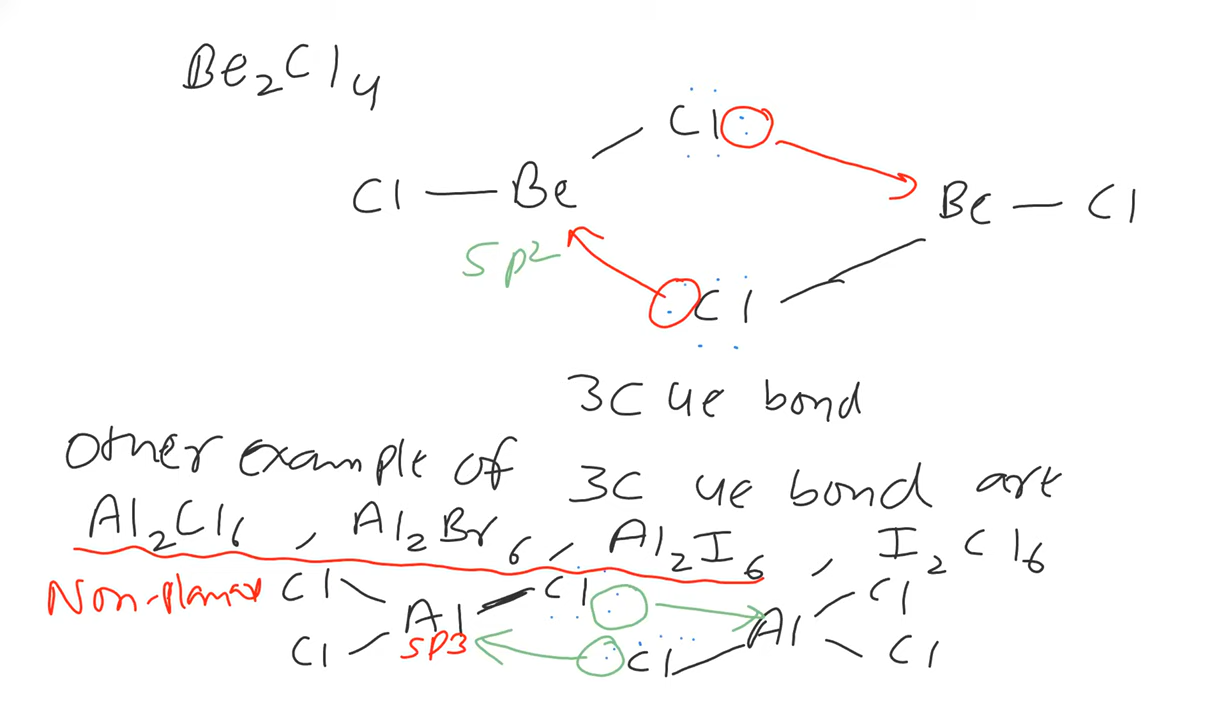 Be₂Cl₄
Cl
Cl — Be Be — Cl
sp²
Cl
3C 4e bond
Other example of 3C 4e bond are
Al₂Cl₆ , Al₂Br₆ , Al₂I₆ , I₂Cl₆
Non-planar Cl Cl Cl
Al Al
Cl sp3 Cl Cl